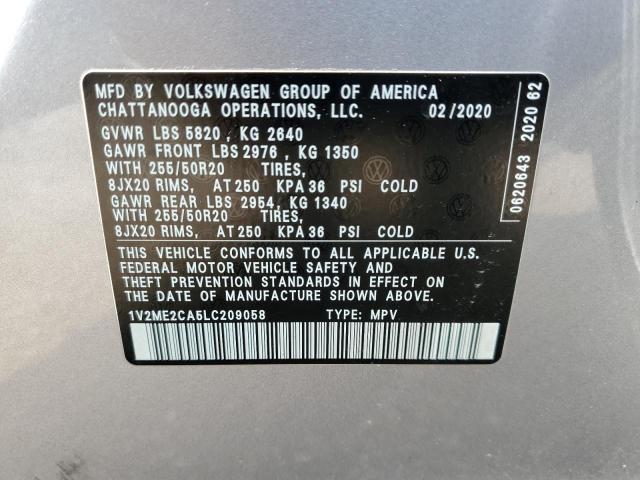 MFD BY VOLKSWAGEN GROUP OF AMERICA
CHATTANOOGA OPERATIONS, LLC. 02/2020
GVWR LBS 5820 , KG 2640
GAWR FRONT LBS 2976 , KG 1350
WITH 255/50R20 TIRES,
8JX20 RIMS, AT 250 KPA 36 PSI COLD
GAWR REAR LBS 2954, KG 1340
WITH 255/50R20 TIRES,
8JX20 RIMS, AT 250 KPA 36 PSI COLD
THIS VEHICLE CONFORMS TO ALL APPLICABLE U.S.
FEDERAL MOTOR VEHICLE SAFETY AND
THEFT PREVENTION STANDARDS IN EFFECT ON
THE DATE OF MANUFACTURE SHOWN ABOVE.
1V2ME2CA5LC209058 TYPE: MPV
0620643 2020 62